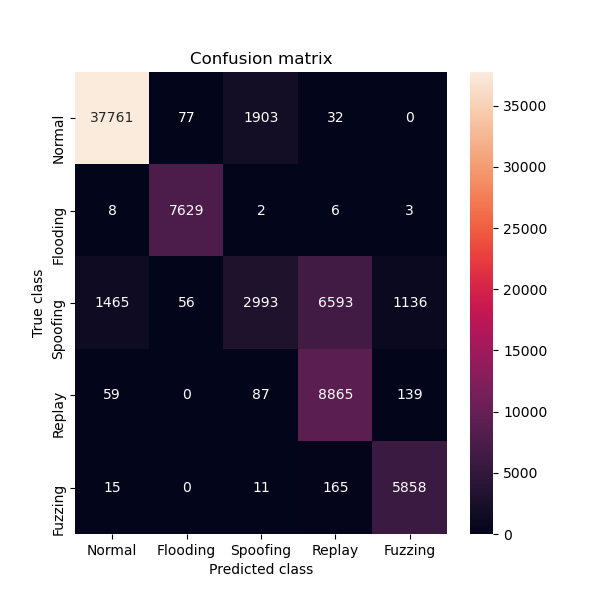 Confusion matrix
Normal 37761 77 1903 32 0
Flooding 8 7629 2 6 3
Spoofing 1465 56 2993 6593 1136
Replay 59 0 87 8865 139
Fuzzing 15 0 11 165 5858
True class
Normal Flooding Spoofing Replay Fuzzing
Predicted class
35000
30000
25000
20000
15000
10000
5000
0